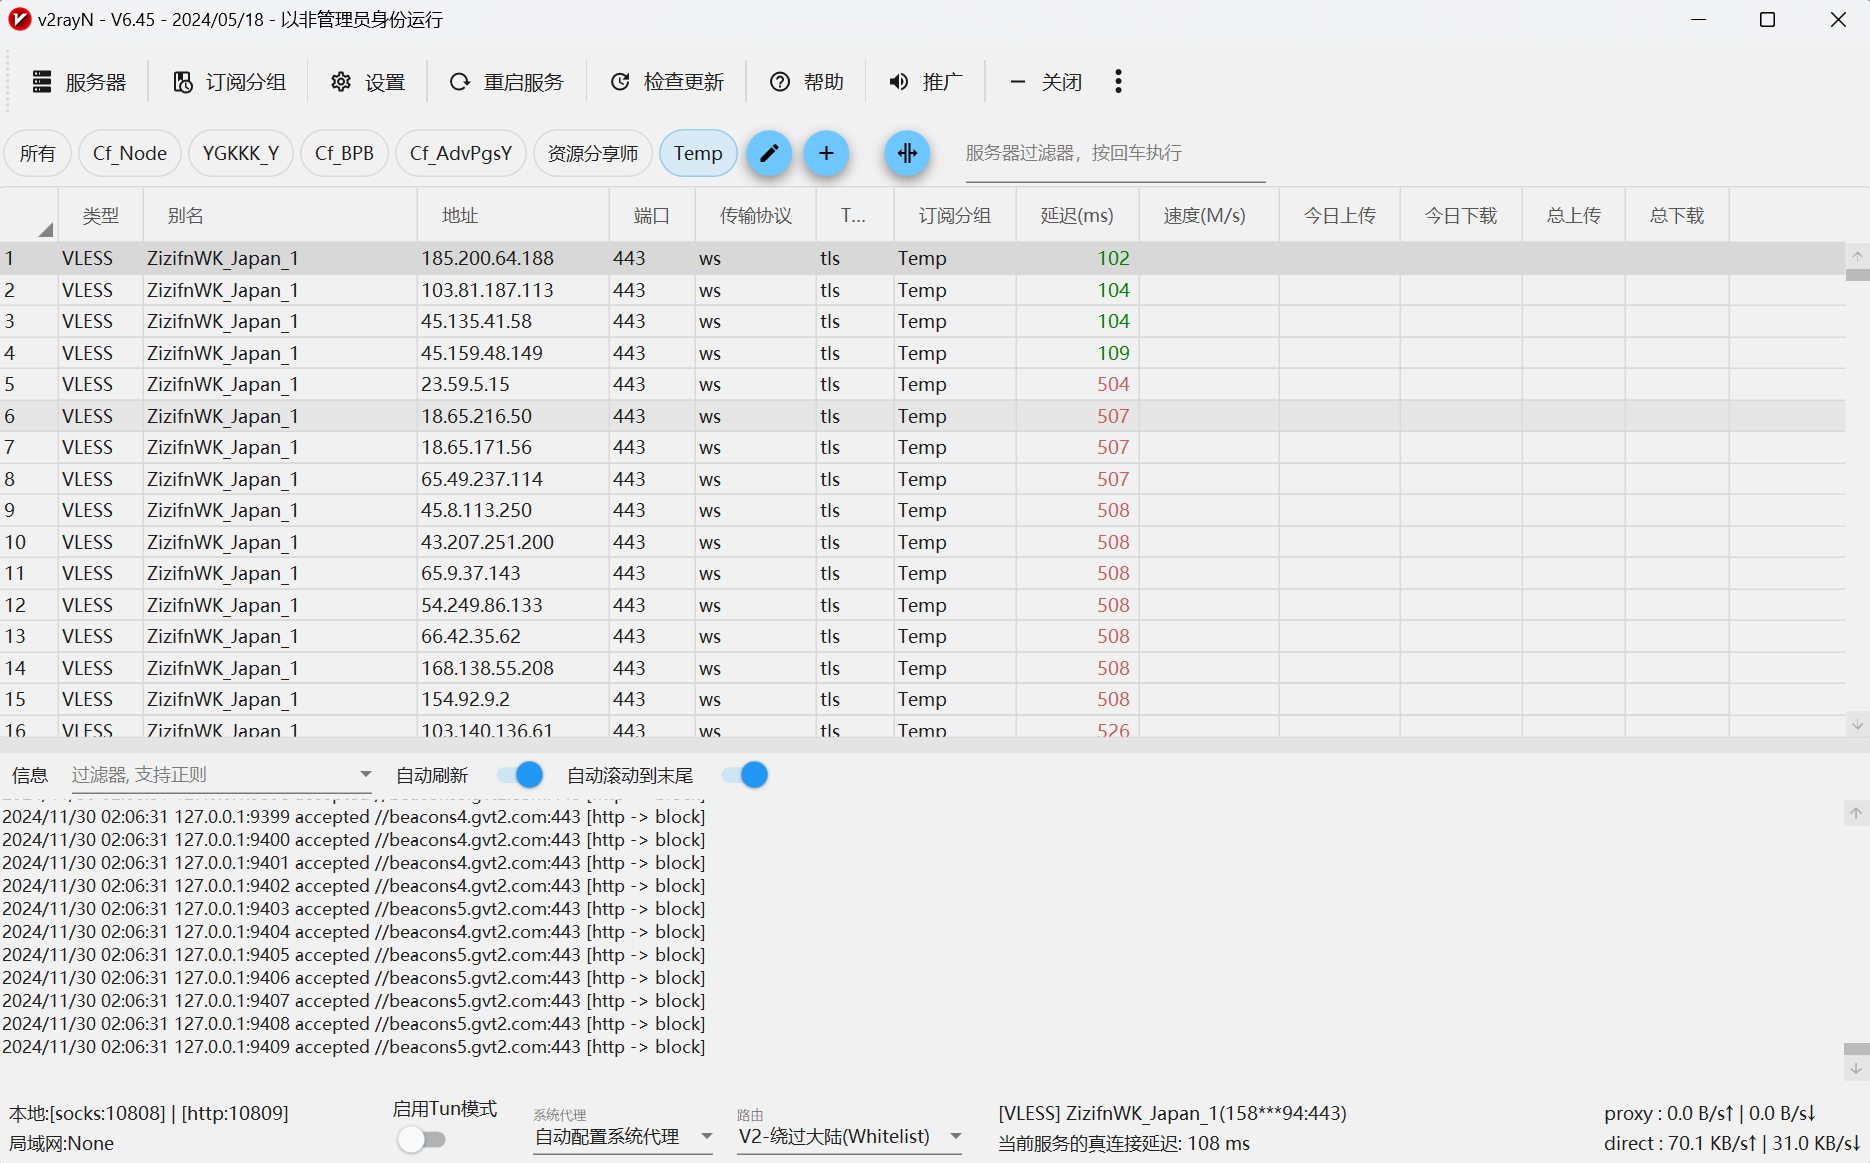 v2rayN - V6.45 - 2024/05/18 - 以非管理员身份运行
服务器 订阅分组 设置 重启服务 检查更新 帮助 推广 关闭
所有 Cf_Node YGKKK_Y Cf_BPB Cf_AdvPgsY 资源分享师 Temp 服务器过滤器，按回车执行
类型 别名 地址 端口 传输协议 T... 订阅分组 延迟(ms) 速度(M/s) 今日上传 今日下载 总上传 总下载
1 VLESS ZizifnWK_Japan_1 185.200.64.188 443 ws tls Temp 102
2 VLESS ZizifnWK_Japan_1 103.81.187.113 443 ws tls Temp 104
3 VLESS ZizifnWK_Japan_1 45.135.41.58 443 ws tls Temp 104
4 VLESS ZizifnWK_Japan_1 45.159.48.149 443 ws tls Temp 109
5 VLESS ZizifnWK_Japan_1 23.59.5.15 443 ws tls Temp 504
6 VLESS ZizifnWK_Japan_1 18.65.216.50 443 ws tls Temp 507
7 VLESS ZizifnWK_Japan_1 18.65.171.56 443 ws tls Temp 507
8 VLESS ZizifnWK_Japan_1 65.49.237.114 443 ws tls Temp 507
9 VLESS ZizifnWK_Japan_1 45.8.113.250 443 ws tls Temp 508
10 VLESS ZizifnWK_Japan_1 43.207.251.200 443 ws tls Temp 508
11 VLESS ZizifnWK_Japan_1 65.9.37.143 443 ws tls Temp 508
12 VLESS ZizifnWK_Japan_1 54.249.86.133 443 ws tls Temp 508
13 VLESS ZizifnWK_Japan_1 66.42.35.62 443 ws tls Temp 508
14 VLESS ZizifnWK_Japan_1 168.138.55.208 443 ws tls Temp 508
15 VLESS ZizifnWK_Japan_1 154.92.9.2 443 ws tls Temp 508
16 VLESS ZizifnWK_Japan_1 103.140.136.61 443 ws tls Temp 526
信息 过滤器, 支持正则 自动刷新 自动滚动到末尾
2024/11/30 02:06:31 127.0.0.1:9399 accepted //beacons4.gvt2.com:443 [http -> block]
2024/11/30 02:06:31 127.0.0.1:9400 accepted //beacons4.gvt2.com:443 [http -> block]
2024/11/30 02:06:31 127.0.0.1:9401 accepted //beacons4.gvt2.com:443 [http -> block]
2024/11/30 02:06:31 127.0.0.1:9402 accepted //beacons4.gvt2.com:443 [http -> block]
2024/11/30 02:06:31 127.0.0.1:9403 accepted //beacons5.gvt2.com:443 [http -> block]
2024/11/30 02:06:31 127.0.0.1:9404 accepted //beacons4.gvt2.com:443 [http -> block]
2024/11/30 02:06:31 127.0.0.1:9405 accepted //beacons5.gvt2.com:443 [http -> block]
2024/11/30 02:06:31 127.0.0.1:9406 accepted //beacons5.gvt2.com:443 [http -> block]
2024/11/30 02:06:31 127.0.0.1:9407 accepted //beacons5.gvt2.com:443 [http -> block]
2024/11/30 02:06:31 127.0.0.1:9408 accepted //beacons5.gvt2.com:443 [http -> block]
2024/11/30 02:06:31 127.0.0.1:9409 accepted //beacons5.gvt2.com:443 [http -> block]
本地:[socks:10808] | [http:10809]
局域网:None
启用Tun模式
系统代理
自动配置系统代理
路由
V2-绕过大陆(Whitelist)
[VLESS] ZizifnWK_Japan_1(158***94:443)
当前服务的真连接延迟: 108 ms
proxy : 0.0 B/s↑ | 0.0 B/s↓
direct : 70.1 KB/s↑ | 31.0 KB/s↓